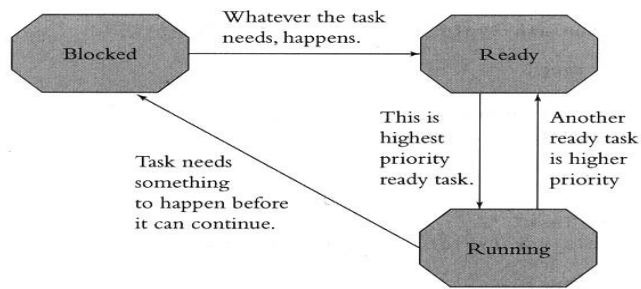 Whatever the task
needs, happens.
Blocked
Ready
This is
highest
priority
ready task.
Another
ready task
is higher
priority
Task needs
something
to happen before
it can continue.
Running